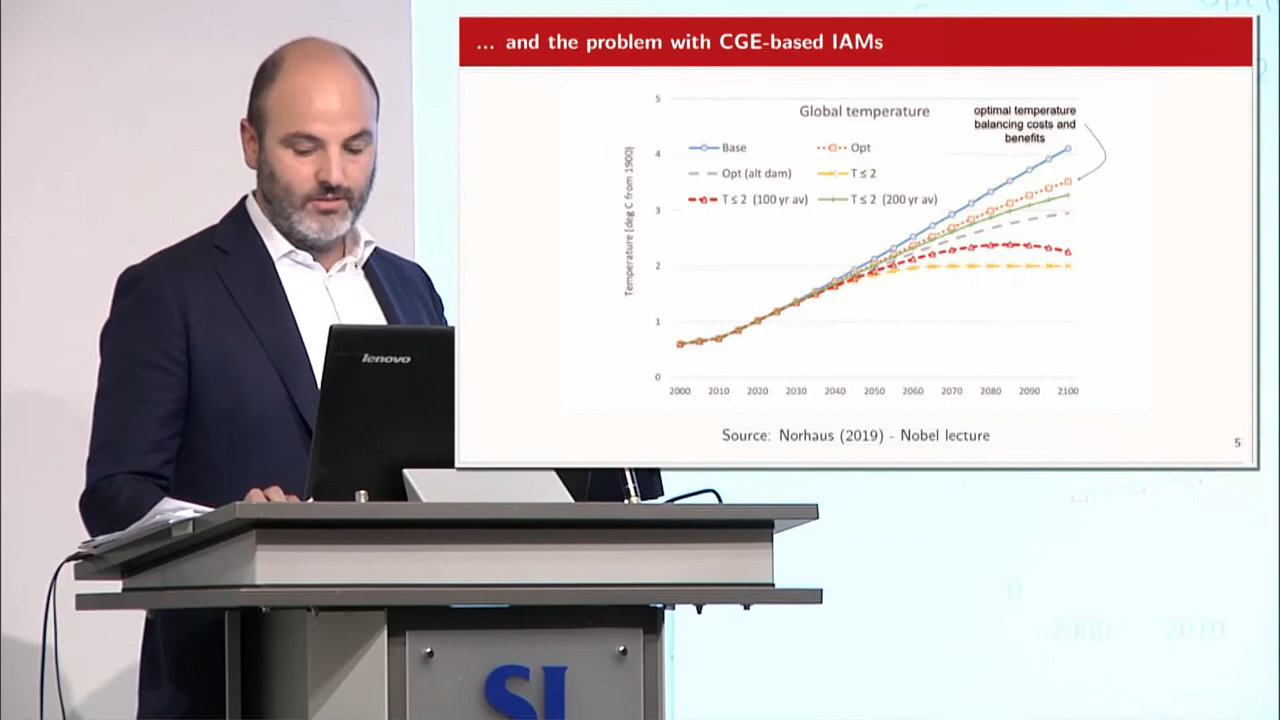 ... and the problem with CGE-based IAMs
Global temperature
optimal temperature
balancing costs and
benefits
Base
Opt
Opt (alt dam)
T ≤ 2
T ≤ 2 (100 yr av)
T ≤ 2 (200 yr av)
Temperature (deg C from 1900)
5
4
3
2
1
0
2000 2010 2020 2030 2040 2050 2060 2070 2080 2090 2100
Source: Norhaus (2019) - Nobel lecture
5
lenovo
SI
2000 2010